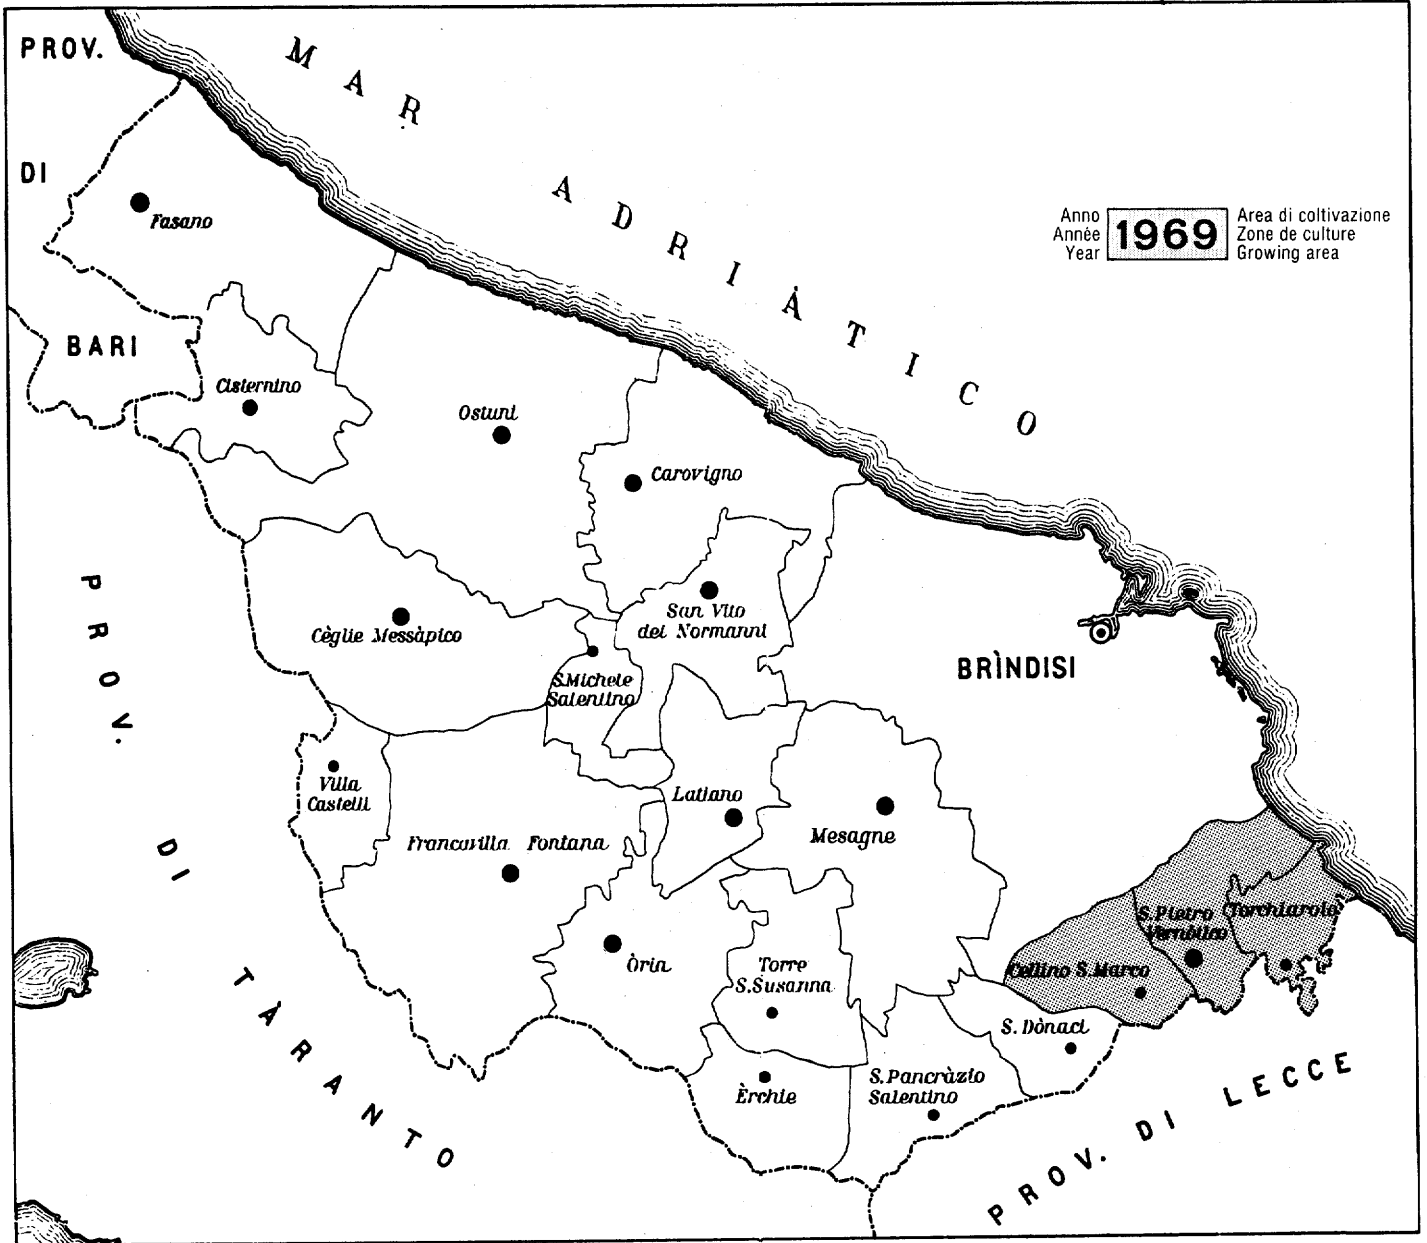 PROV.
DI
BARI
MAR ADRIÀTICO
Anno
Année
Year
1969
Area di coltivazione
Zone de culture
Growing area
Fasano
Cisternino
Ostuni
Carovigno
San Vito
dei Normanni
Cèglie Messàpico
S.Michele
Salentino
BRÌNDISI
Villa
Castelli
Latiano
Mesagne
Francavilla Fontana
S.Pietro
Vernòtico
Torchiarolo
Òria
Torre
S.Susanna
Cellino S.Marco
S. Dònaci
Èrchie
S.Pancràzio
Salentino
PROV. DI TÀRANTO
PROV. DI LECCE